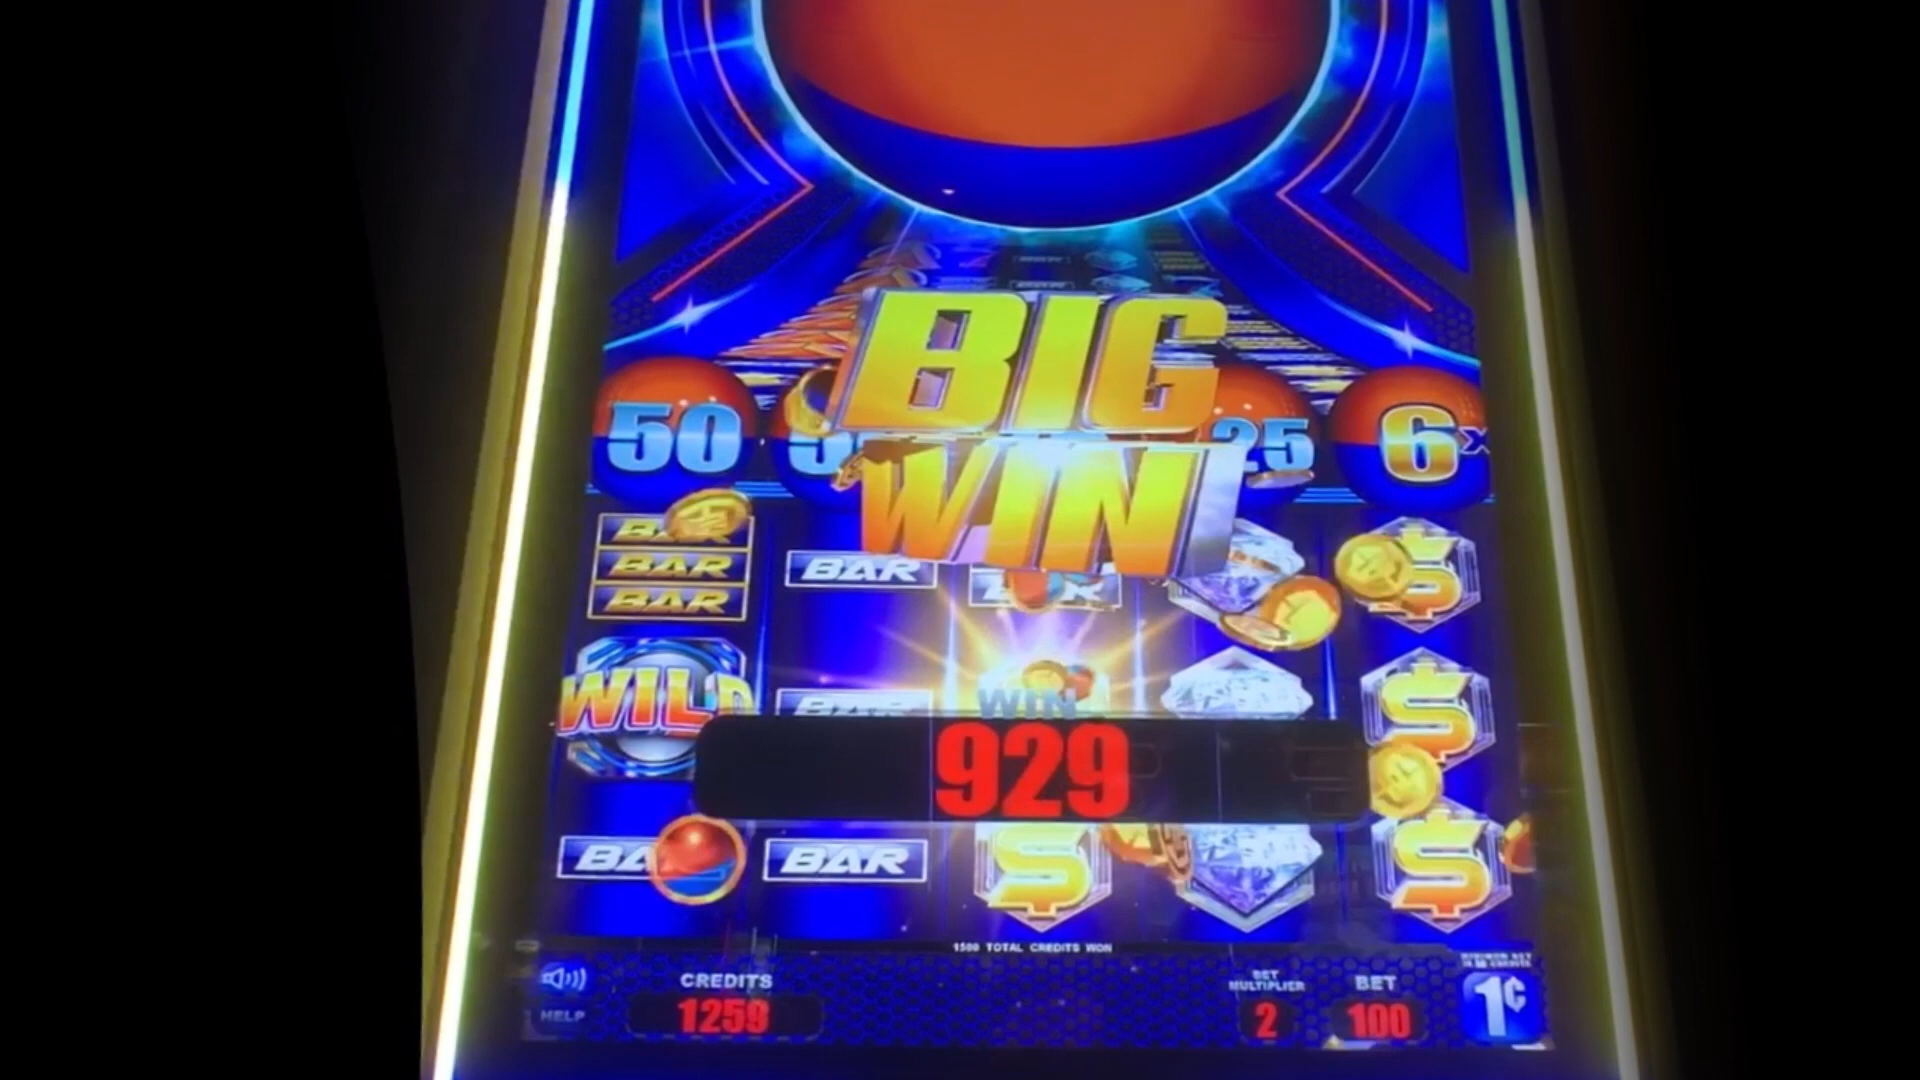 BIG
WIN
50
25
6x
BAR
BAR
BAR
BAR
WILD
WIN
929
BAR
1500 TOTAL CREDITS WON
CREDITS
1259
HELP
BET
MULTIPLIER
2
BET
100
1¢